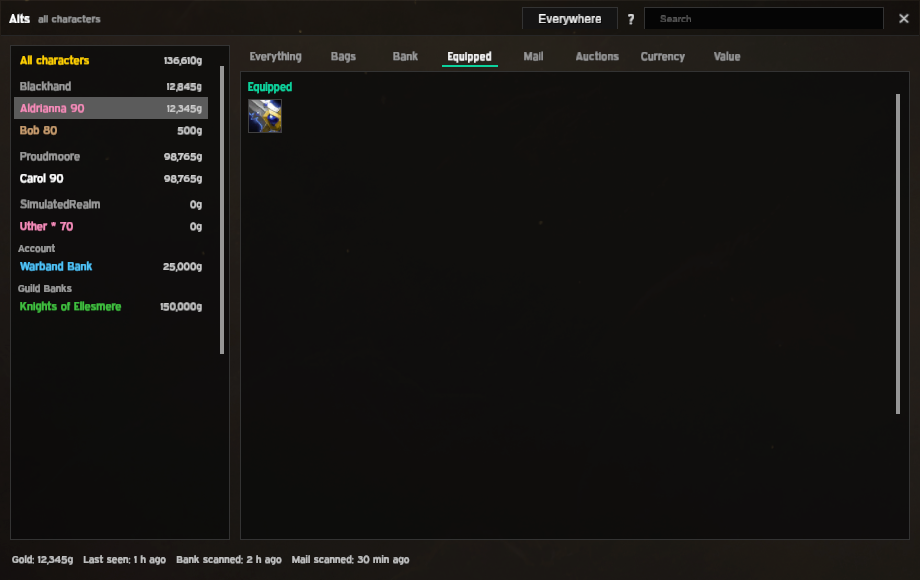 Alts all characters Everywhere ? Search ×
Everything Bags Bank Equipped Mail Auctions Currency Value
All characters 136,610g
Blackhand 12,845g
Aldrianna 90 12,345g
Bob 80 500g
Proudmoore 98,765g
Carol 90 98,765g
SimulatedRealm 0g
Uther * 70 0g
Account
Warband Bank 25,000g
Guild Banks
Knights of Ellesmere 150,000g
Equipped
Gold: 12,345g Last seen: 1 h ago Bank scanned: 2 h ago Mail scanned: 30 min ago